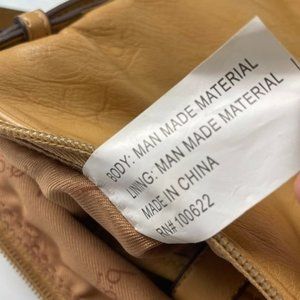 BODY: MAN MADE MATERIAL
LINING: MAN MADE MATERIAL
MADE IN CHINA
RN# 100622